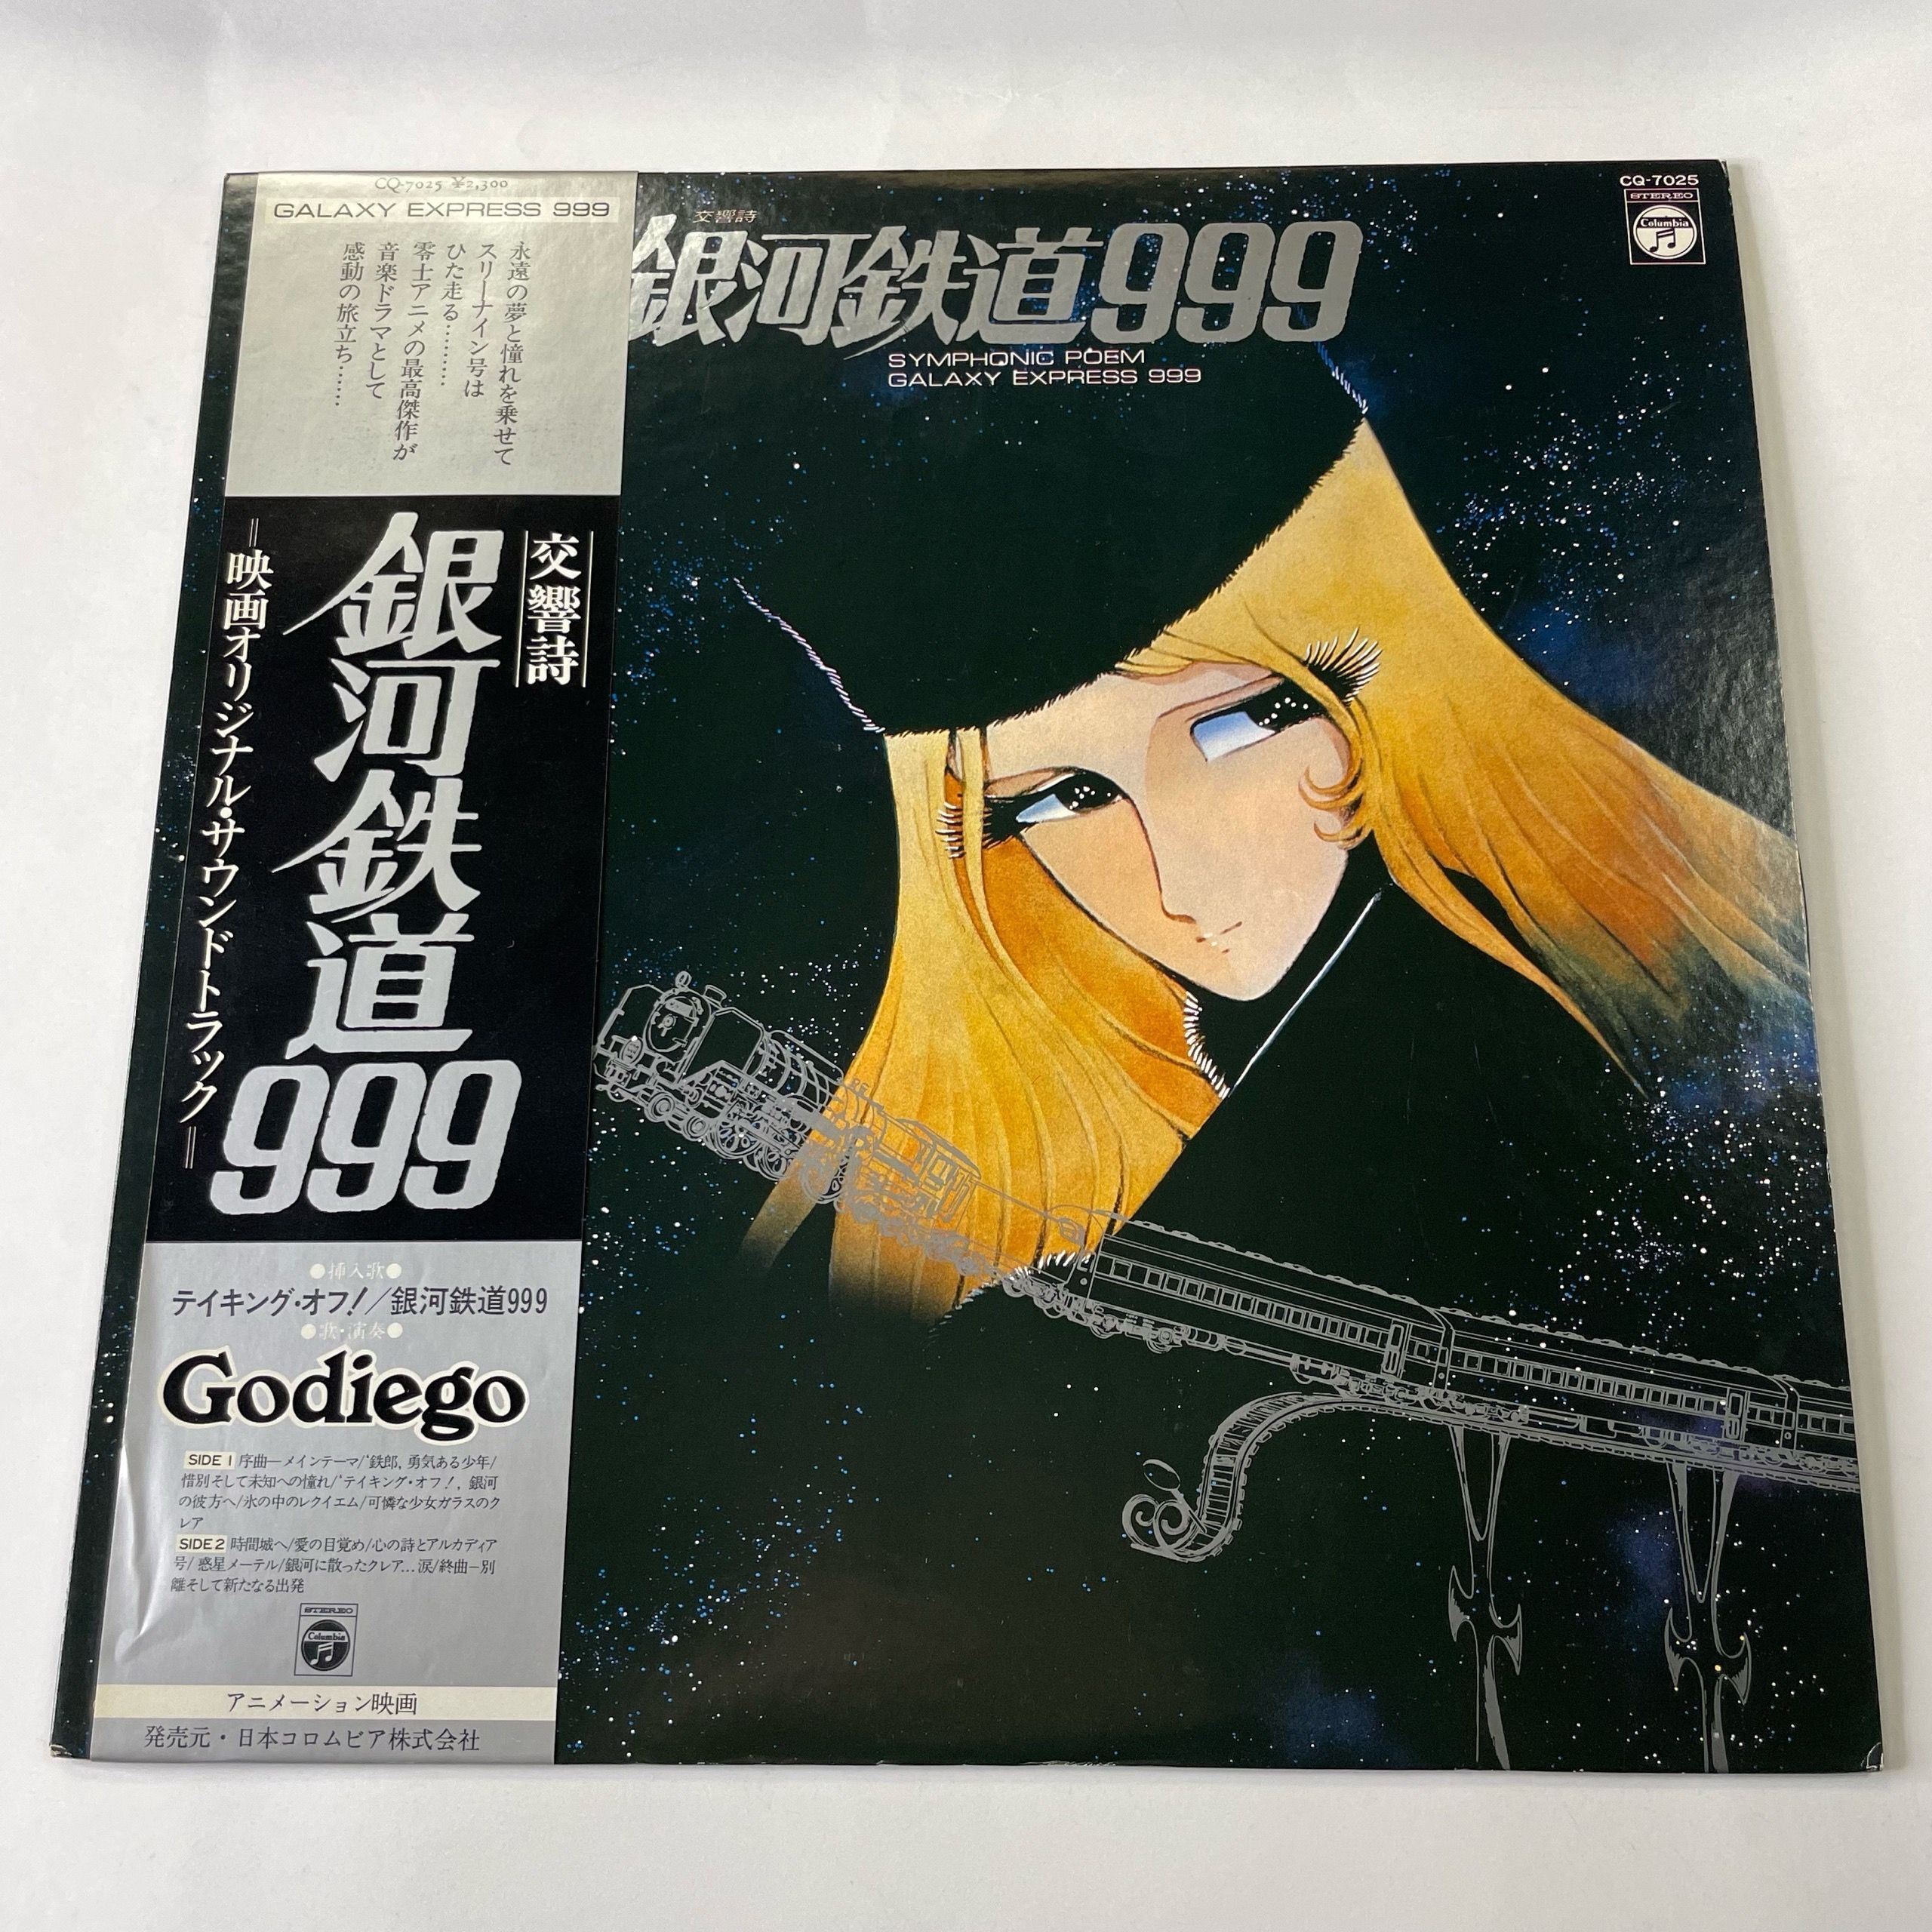 CQ-7025 ¥2,300
GALAXY EXPRESS 999
永遠の夢と憧れを乗せて
スリーナイン号は
ひた走る………
零士アニメの最高傑作が
音楽ドラマとして
感動の旅立ち……
交響詩
銀河鉄道999
=映画オリジナル・サウンドトラック=
●挿入歌●
テイキング・オフ!/銀河鉄道999
●歌・演奏●
Godiego
SIDE 1 序曲—メインテーマ/“鉄郎、勇気ある少年/
惜別そして未知への憧れ/“テイキング・オフ!, 銀河
の彼方へ/氷の中のレクイエム/可憐な少女ガラスのク
レア
SIDE 2 時間城へ/愛の目覚め/心の詩とアルカディア
号/惑星メーテル/銀河に散ったクレア…涙/終曲−別
離そして新たなる出発
STEREO
Columbia
アニメーション映画
発売元・日本コロムビア株式会社
交響詩
銀河鉄道999
SYMPHONIC POEM
GALAXY EXPRESS 999
CQ-7025
STEREO
Columbia